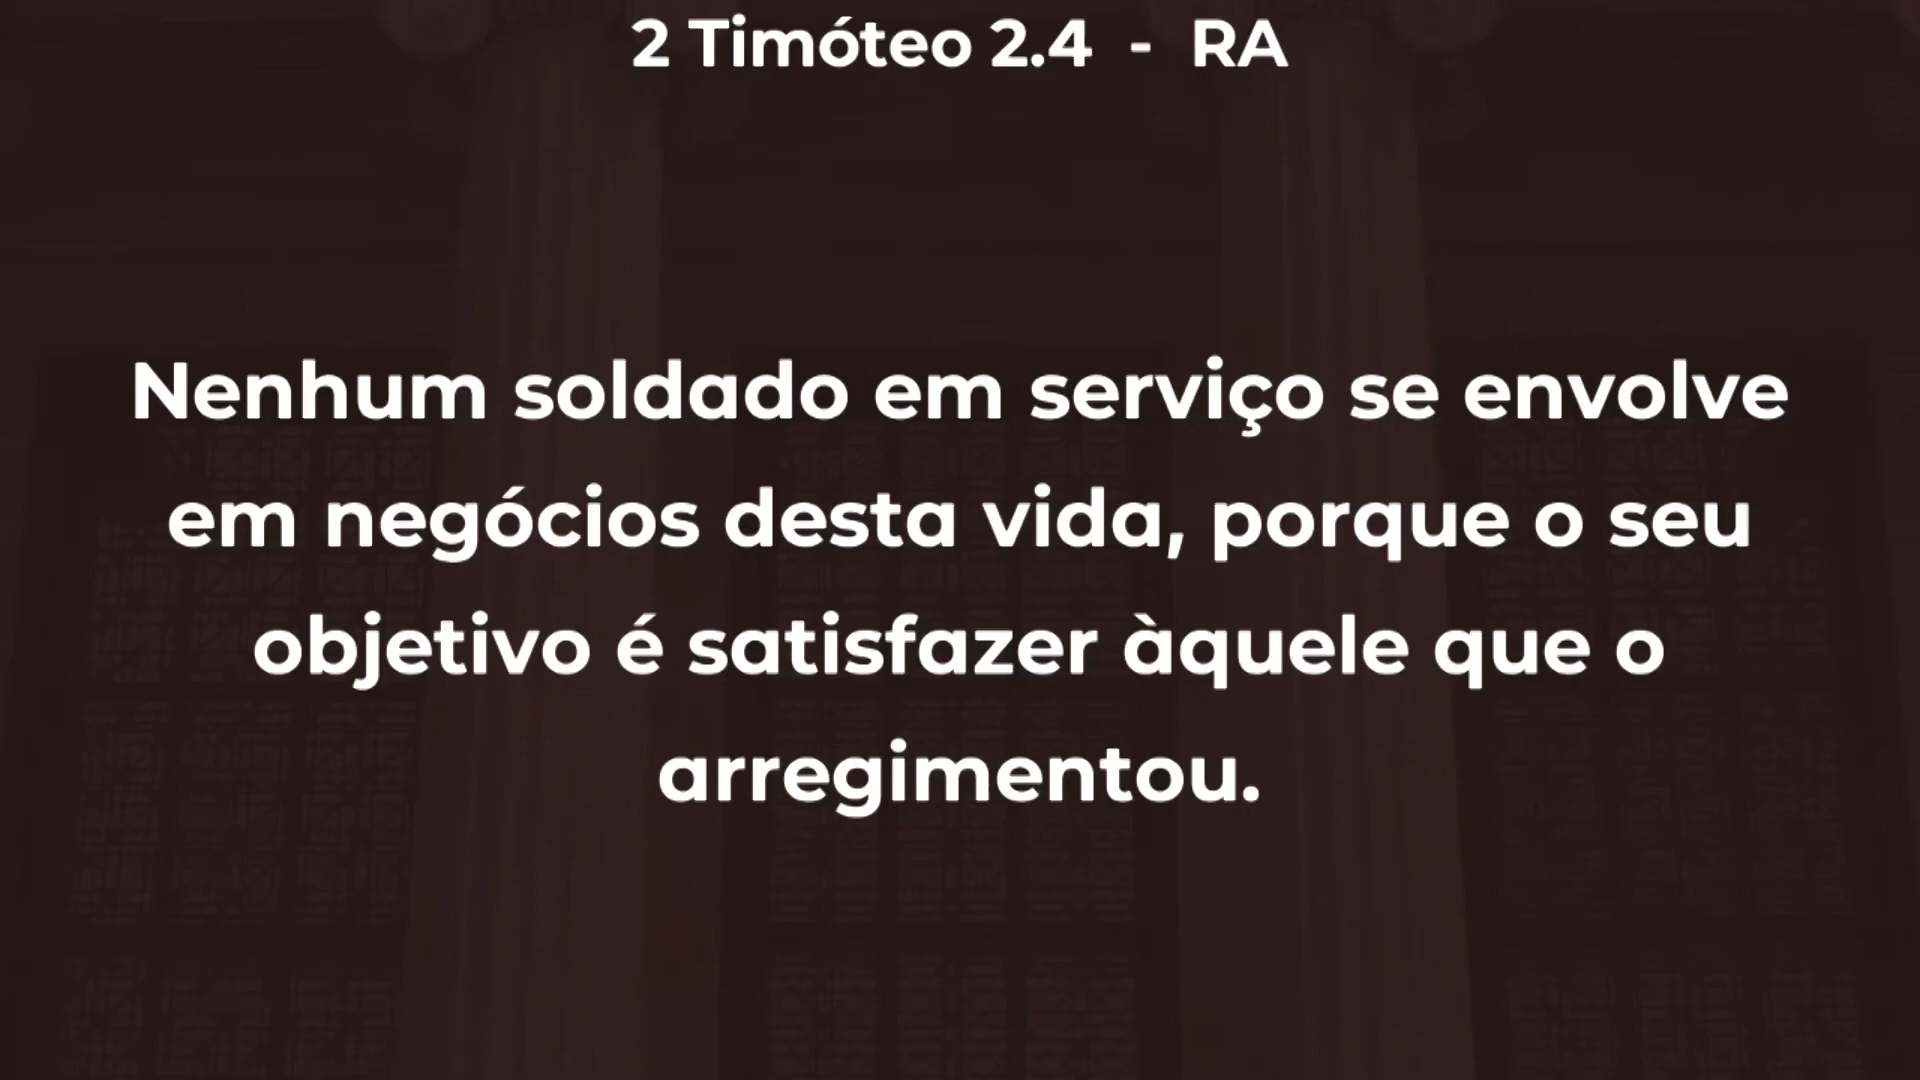 2 Timóteo 2.4 - RA
Nenhum soldado em serviço se envolve
em negócios desta vida, porque o seu
objetivo é satisfazer àquele que o
arregimentou.